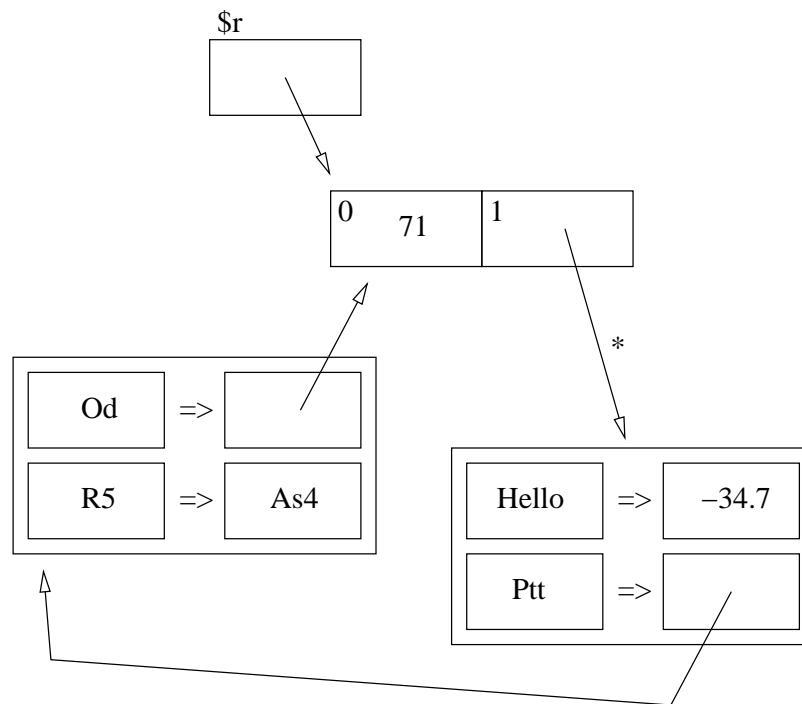 $r
0 71 1
*
Od => 
R5 => As4
Hello => −34.7
Ptt =>